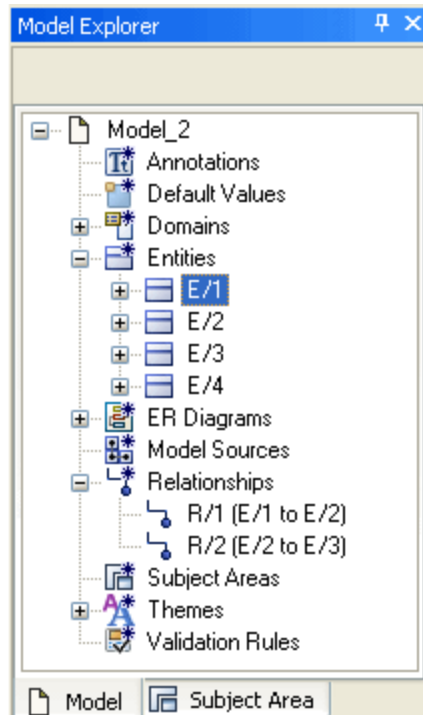 Model Explorer
Model_2
Annotations
Default Values
Domains
Entities
E/1
E/2
E/3
E/4
ER Diagrams
Model Sources
Relationships
R/1 (E/1 to E/2)
R/2 (E/2 to E/3)
Subject Areas
Themes
Validation Rules
Model Subject Area